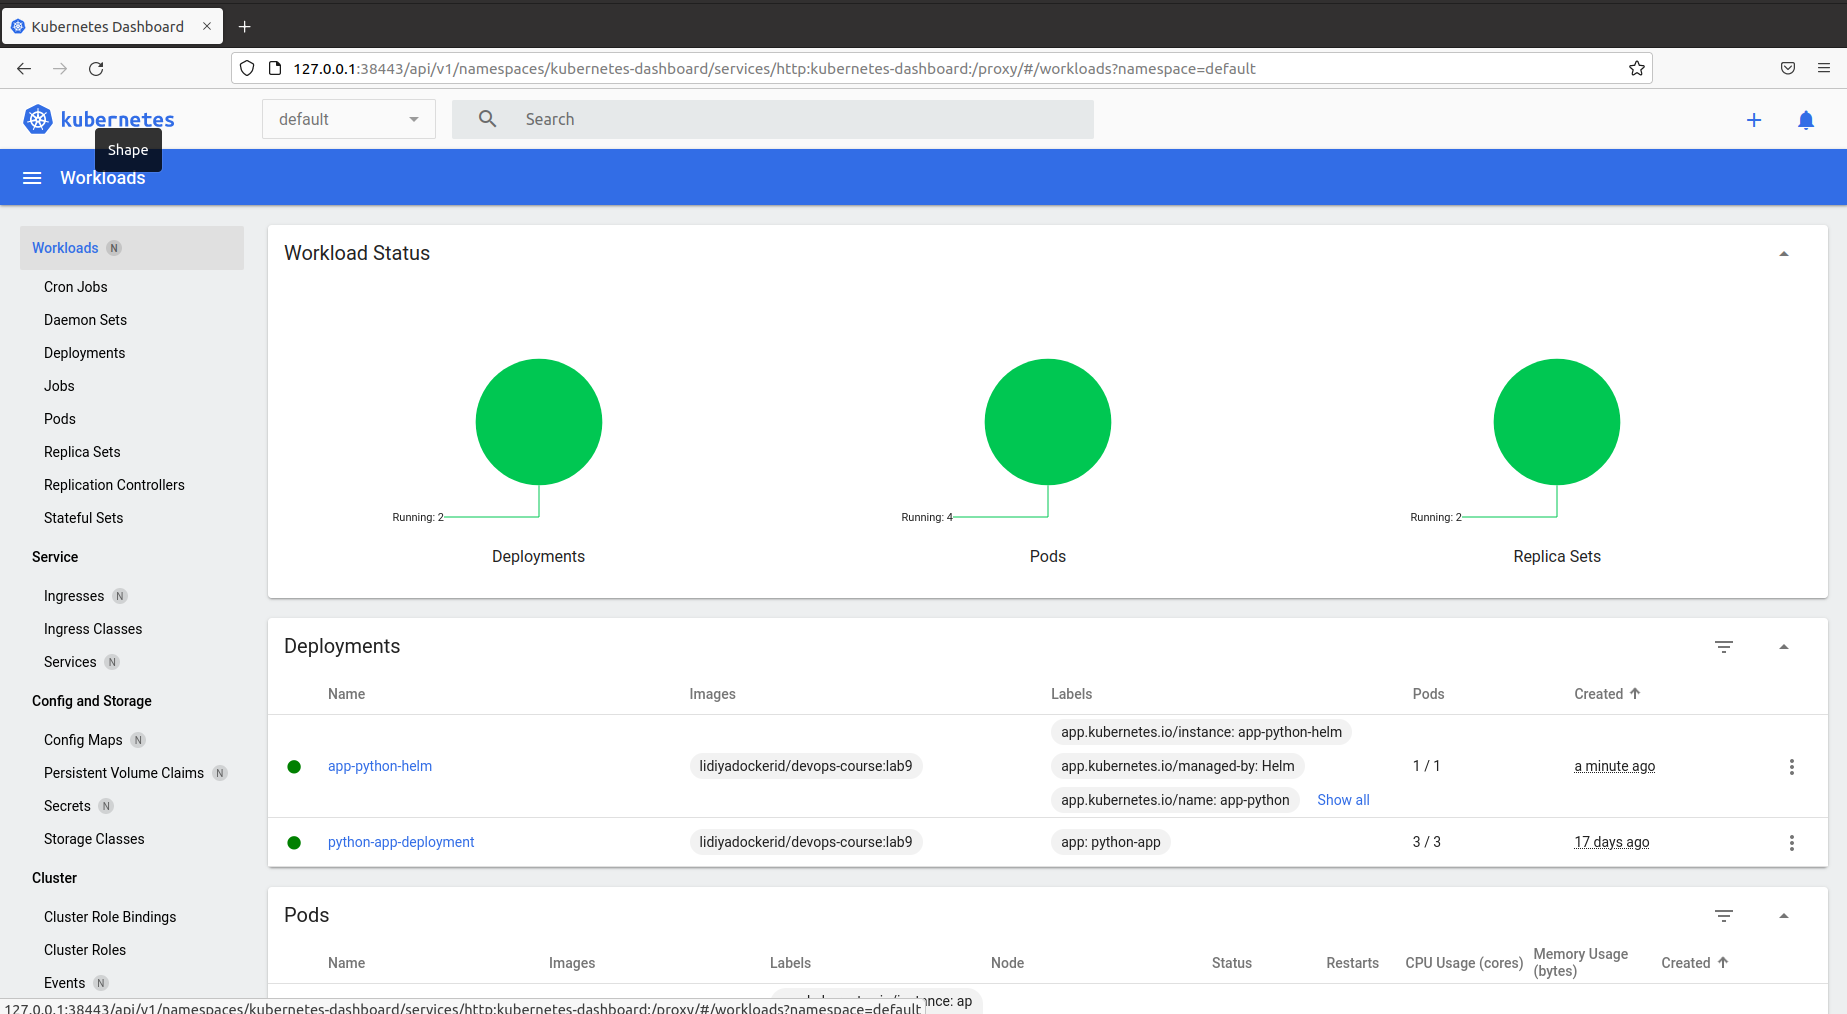 Kubernetes Dashboard
127.0.0.1:38443/api/v1/namespaces/kubernetes-dashboard/services/http:kubernetes-dashboard:/proxy/#/workloads?namespace=default
kubernetes
default
Search
Shape
Workloads
Workloads N
Cron Jobs
Daemon Sets
Deployments
Jobs
Pods
Replica Sets
Replication Controllers
Stateful Sets
Service
Ingresses N
Ingress Classes
Services N
Config and Storage
Config Maps N
Persistent Volume Claims N
Secrets N
Storage Classes
Cluster
Cluster Role Bindings
Cluster Roles
Events N
Workload Status
Running: 2
Running: 4
Running: 2
Deployments
Pods
Replica Sets
Deployments
Name Images Labels Pods Created
app.kubernetes.io/instance: app-python-helm
app-python-helm lidiyadockerid/devops-course:lab9 app.kubernetes.io/managed-by: Helm 1 / 1 a minute ago
app.kubernetes.io/name: app-python Show all
python-app-deployment lidiyadockerid/devops-course:lab9 app: python-app 3 / 3 17 days ago
Pods
Name Images Labels Node Status Restarts CPU Usage (cores) Memory Usage (bytes) Created
127.0.0.1:38443/api/v1/namespaces/kubernetes-dashboard/services/http:kubernetes-dashboard:/proxy/#/workloads?namespace=default